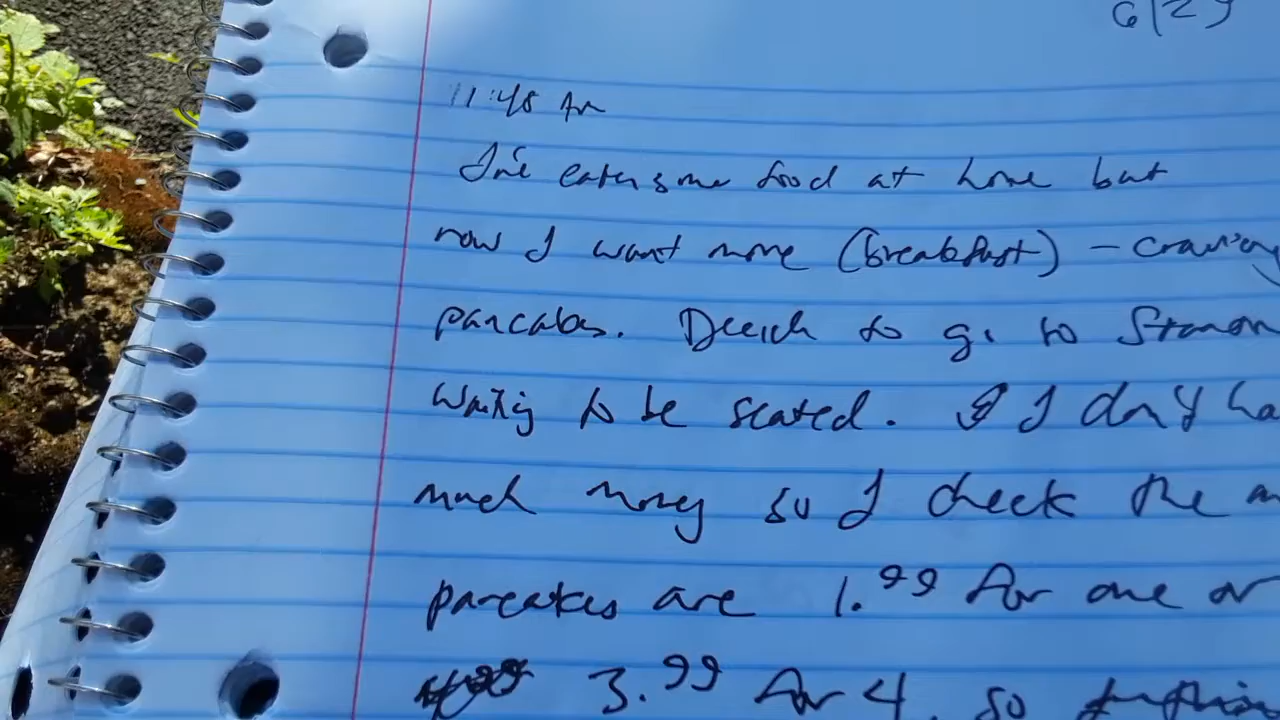 6/29
11:45 Am
I've eaten some food at home but
now I want more (breakfast) - craving
pancakes. Decide to go to
waiting to be seated. I don't ha
much money so I check the
pancakes are 1.99 for one or
3.99 for 4, so